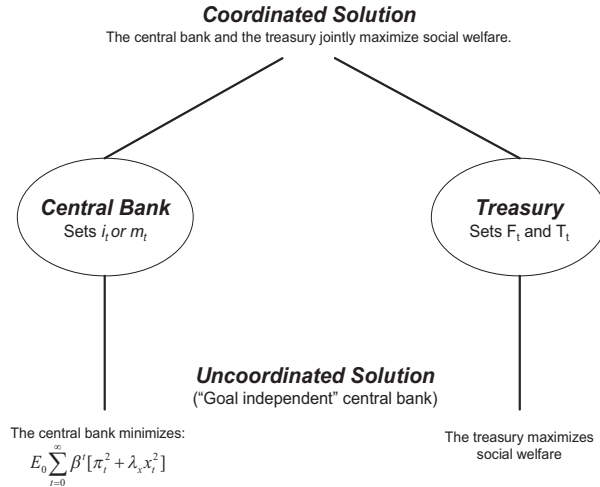 Coordinated Solution
The central bank and the treasury jointly maximize social welfare.
Central Bank
Sets i_t or m_t
Treasury
Sets F_t and T_t
Uncoordinated Solution
(“Goal independent” central bank)
The central bank minimizes:
E_0 ∑_{t=0}^{∞} β^t [π_t^2 + λ_x x_t^2]
The treasury maximizes
social welfare